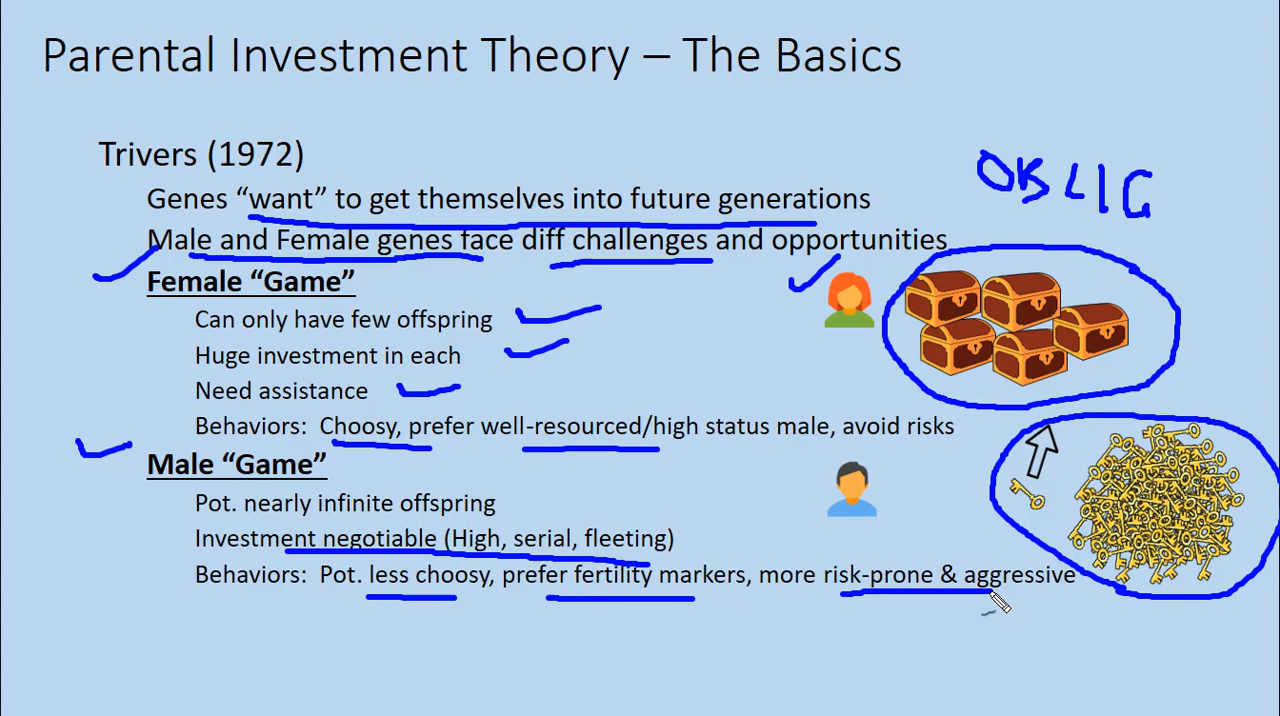 Parental Investment Theory – The Basics
Trivers (1972)
OBLIG
Genes “want” to get themselves into future generations
Male and Female genes face diff challenges and opportunities
Female “Game”
Can only have few offspring
Huge investment in each
Need assistance
Behaviors: Choosy, prefer well-resourced/high status male, avoid risks
Male “Game”
Pot. nearly infinite offspring
Investment negotiable (High, serial, fleeting)
Behaviors: Pot. less choosy, prefer fertility markers, more risk-prone & aggressive